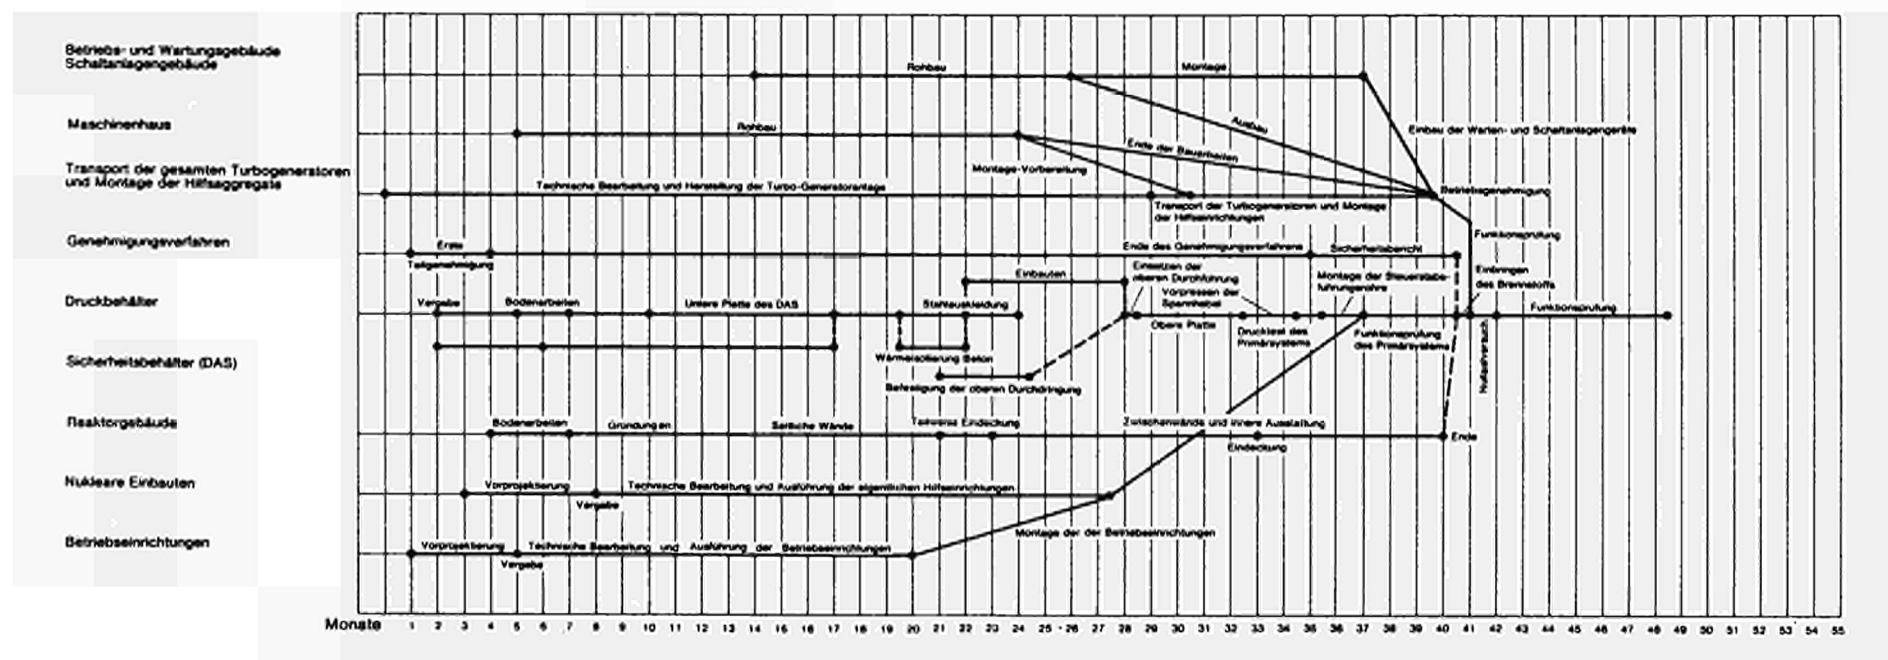 Betriebs- und Wartungsgebäude
Schaltanlagengebäude
Rohbau
Montage
Maschinenhaus
Rohbau
Ausbau
Einbau der Warten- und Schaltanlagengeräte
Ende der Bauarbeiten
Transport der gesamten Turbogeneratoren
und Montage der Hilfsaggregate
Montage-Vorbereitung
Technische Bearbeitung und Herstellung der Turbo-Generatoranlage
Betriebsgenehmigung
Transport der Turbogeneratoren und Montage
der Hilfseinrichtungen
Funktionsprüfung
Genehmigungsverfahren
Erste
Teilgenehmigung
Ende des Genehmigungsverfahrens
Sicherheitsbericht
Einbauten
Einsetzen der
oberen Durchführung
Montage der Steuerstabe-
führungsrohre
Einbringen
des Brennstoffs
Druckbehälter
Vergabe
Bodenarbeiten
Untere Platte des DAS
Stahlauskleidung
Vorpressen der
Spannkabel
Funktionsprüfung
Obere Platte
Drucktest des
Primärsystems
Funktionsprüfung
des Primärsystems
Nullastversuch
Sicherheitsbehälter (DAS)
Wärmeisolierung Beton
Befestigung der oberen Durchdringung
Reaktorgebäude
Bodenarbeiten
Gründungen
Seitliche Wände
Teilweise Eindeckung
Zwischenwände und innere Ausstattung
Eindeckung
Ende
Nukleare Einbauten
Vorprojektierung
Vergabe
Technische Bearbeitung und Ausführung der eigentlichen Hilfseinrichtungen
Montage der der Betriebseinrichtungen
Betriebseinrichtungen
Vorprojektierung
Vergabe
Technische Bearbeitung und Ausführung der Betriebseinrichtungen
Monate 1 2 3 4 5 6 7 8 9 10 11 12 13 14 15 16 17 18 19 20 21 22 23 24 25 26 27 28 29 30 31 32 33 34 35 36 37 38 39 40 41 42 43 44 45 46 47 48 49 50 51 52 53 54 55